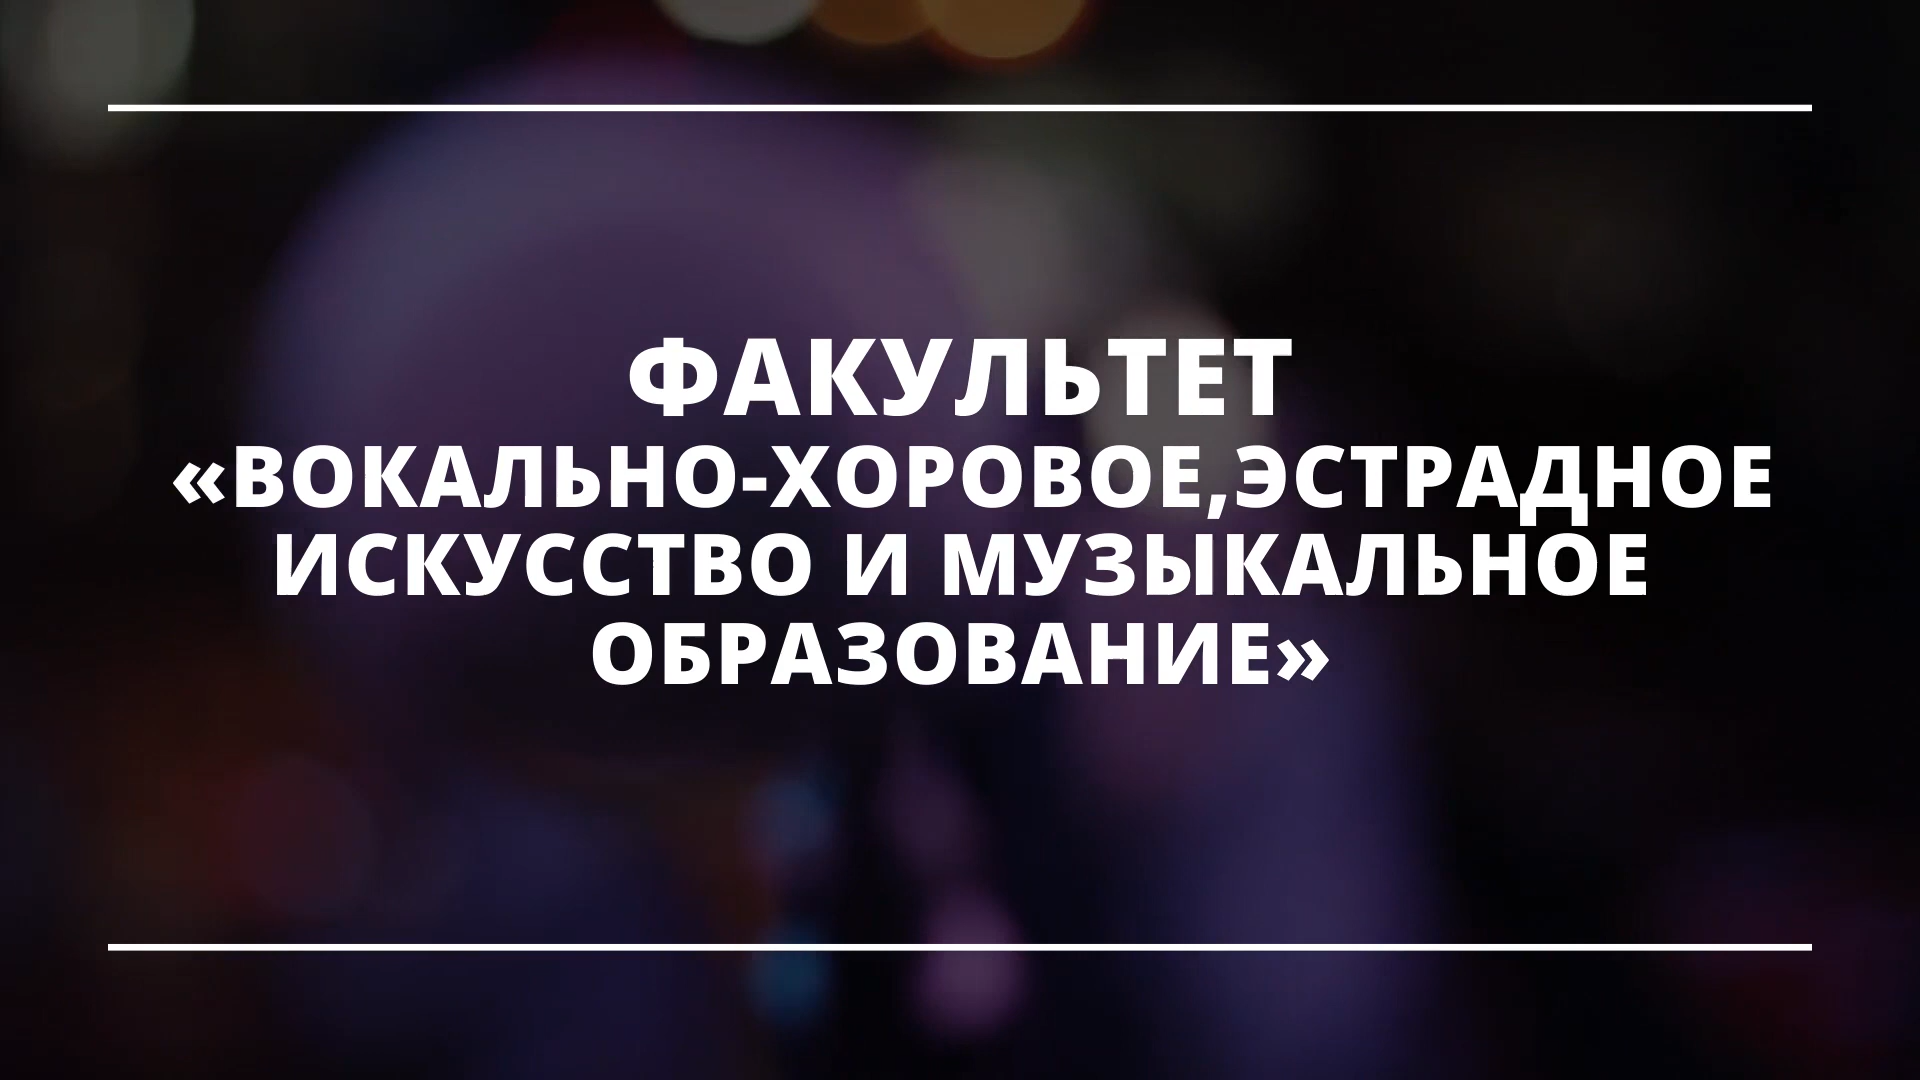 ФАКУЛЬТЕТ
«ВОКАЛЬНО-ХОРОВОЕ,ЭСТРАДНОЕ
ИСКУССТВО И МУЗЫКАЛЬНОЕ
ОБРАЗОВАНИЕ»